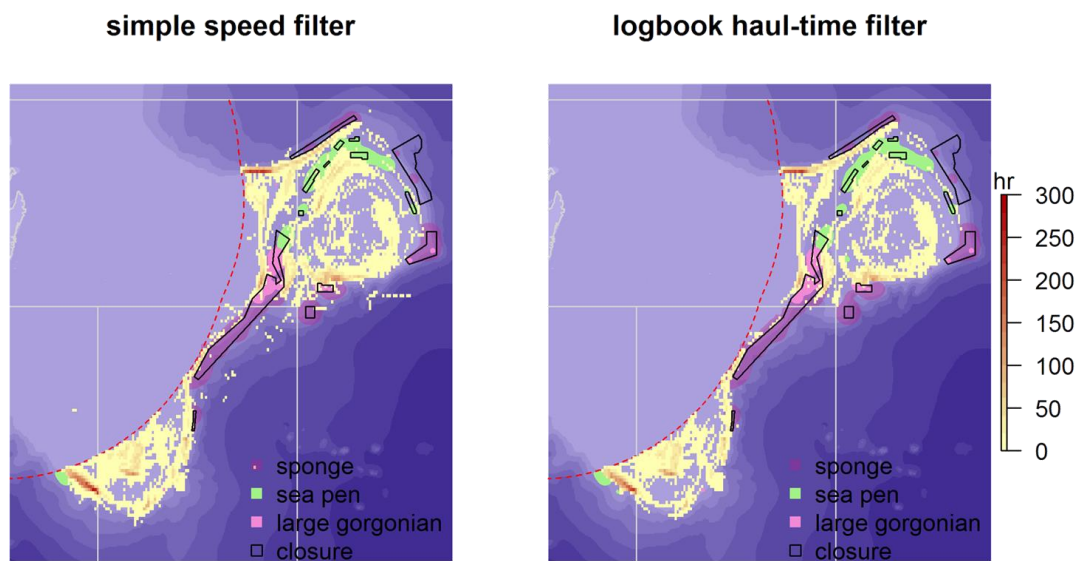 simple speed filter
logbook haul-time filter
sponge
sea pen
large gorgonian
closure
sponge
sea pen
large gorgonian
closure
hr
300
250
200
150
100
50
0